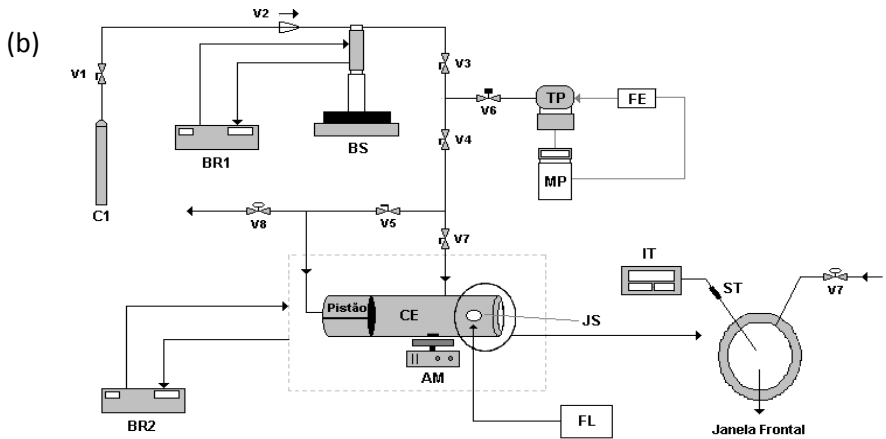 (b)
V2
V1
V3
V6
TP
FE
BR1
BS
V4
MP
C1
V8
V5
V7
IT
ST
V7
Pistão
CE
JS
AM
BR2
FL
Janela Frontal